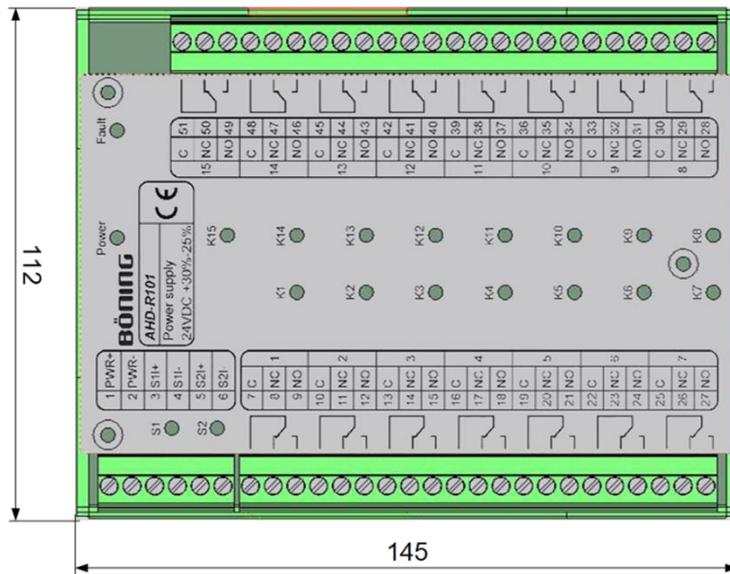 112
Fault
C 51
NC 50
NO 49
15
C 48
NC 47
NO 46
14
C 45
NC 44
NO 43
13
C 42
NC 41
NO 40
12
C 39
NC 38
NO 37
11
C 36
NC 35
NO 34
10
C 33
NC 32
NO 31
9
C 30
NC 29
NO 28
8
Power
K15
K14
K13
K12
K11
K10
K9
K8
K1
K2
K3
K4
K5
K6
K7
BÖNING
AHD-R101
CE
Power supply
24VDC +30%-25%
1 PWR+
2 PWR-
3 S1I+
4 S1I-
5 S2I+
6 S2I-
S1
S2
7 C
8 NC
9 NO
1
10 C
11 NC
12 NO
2
13 C
14 NC
15 NO
3
16 C
17 NC
18 NO
4
19 C
20 NC
21 NO
5
22 C
23 NC
24 NO
6
25 C
26 NC
27 NO
7
145